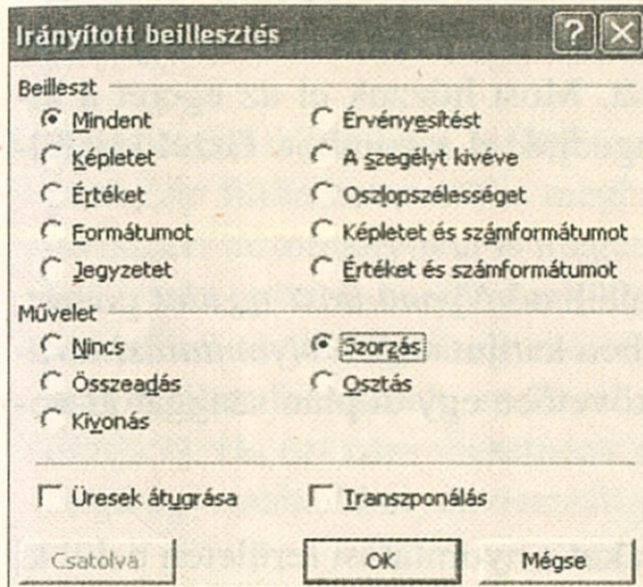 Irányított beillesztés
Beilleszt
Mindent
Érvényesítést
Képletet
A szegélyt kivéve
Értéket
Oszlopszélességet
Formátumot
Képletet és számformátumot
Jegyzetet
Értéket és számformátumot
Művelet
Nincs
Szorzás
Összeadás
Osztás
Kivonás
Üresek átugrása
Transzponálás
Csatolva
OK
Mégse